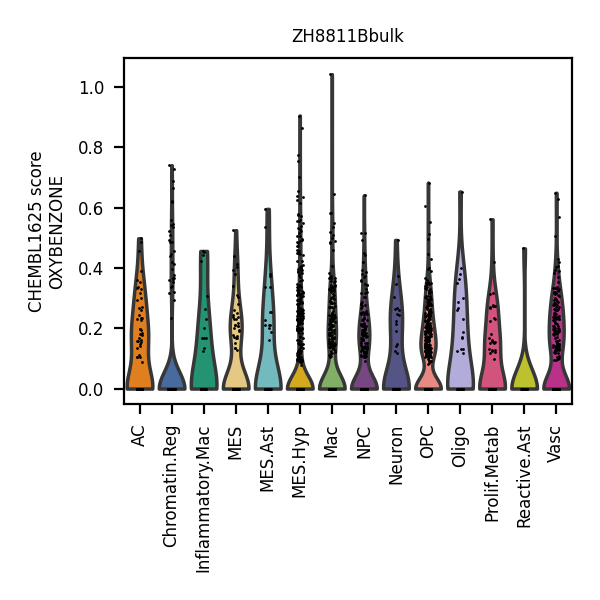 ZH8811Bbulk
CHEMBL1625 score
OXYBENZONE
1.0
0.8
0.6
0.4
0.2
0.0
AC
Chromatin.Reg
Inflammatory.Mac
MES
MES.Ast
MES.Hyp
Mac
NPC
Neuron
OPC
Oligo
Prolif.Metab
Reactive.Ast
Vasc